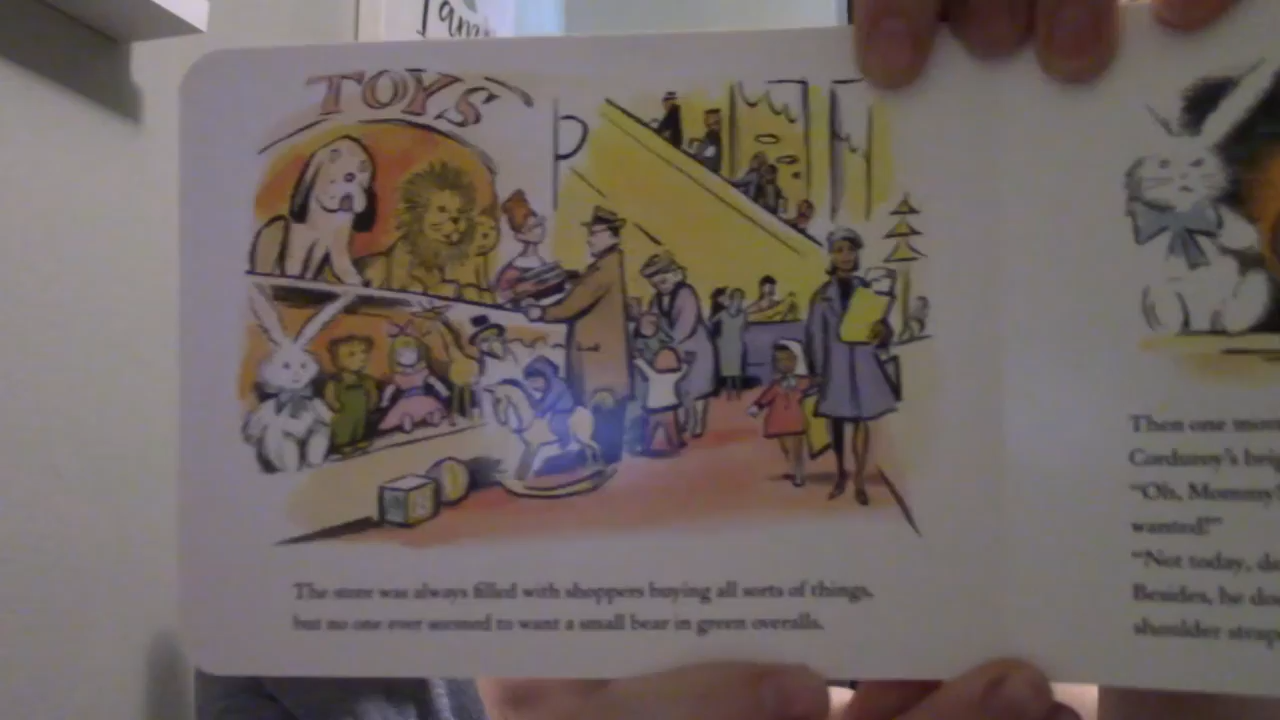 I am
TOYS
The store was always filled with shoppers buying all sorts of things,
but no one ever seemed to want a small bear in green overalls.
Then one
Corduroy's
"Oh, Mommy
wanted!"
"Not today,
Besides, he
shoulder